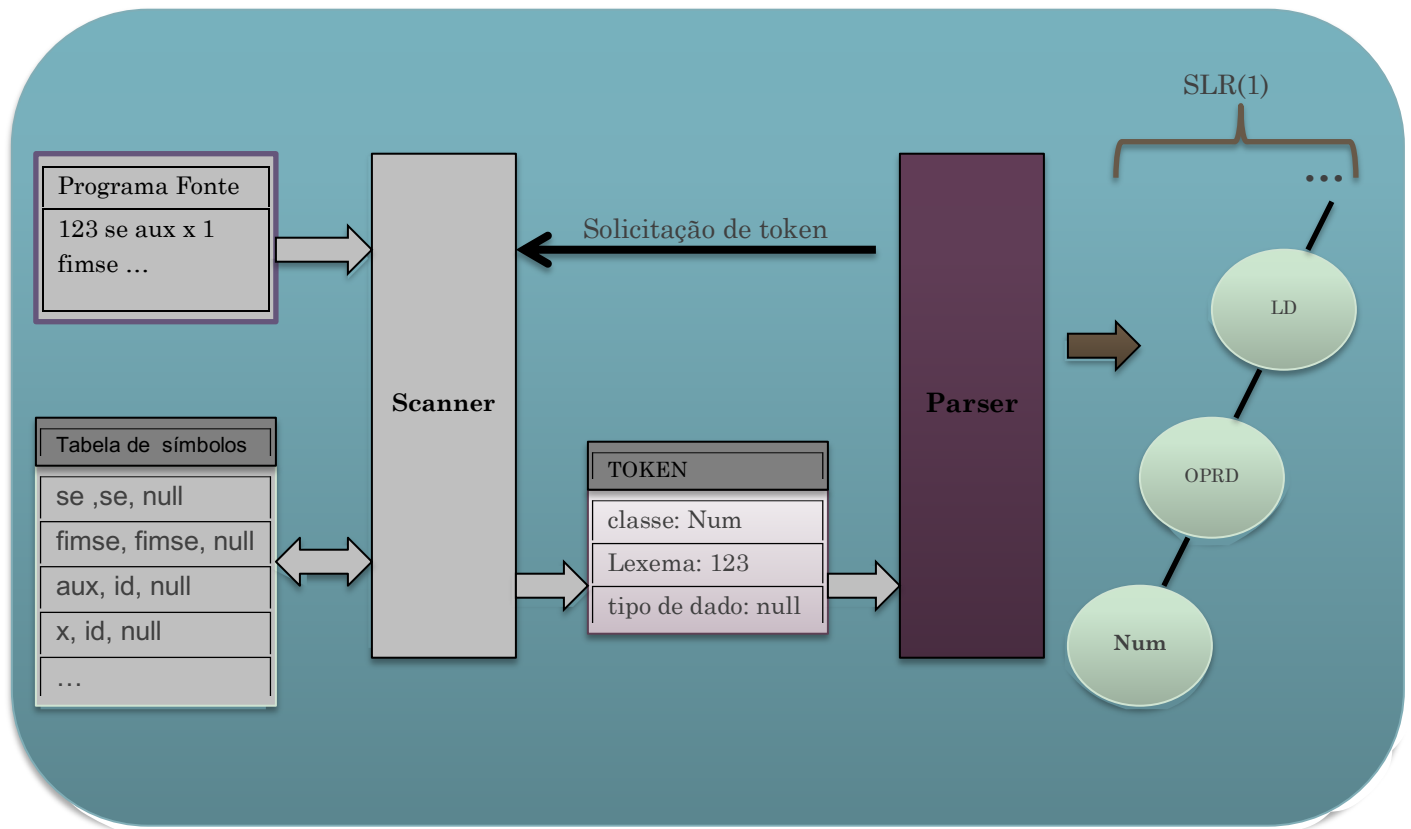 SLR(1)
...
Programa Fonte
123 se aux x 1
fimse ...
Solicitação de token
LD
Scanner
Parser
Tabela de símbolos
se ,se, null
fimse, fimse, null
aux, id, null
x, id, null
...
TOKEN
classe: Num
Lexema: 123
tipo de dado: null
OPRD
Num